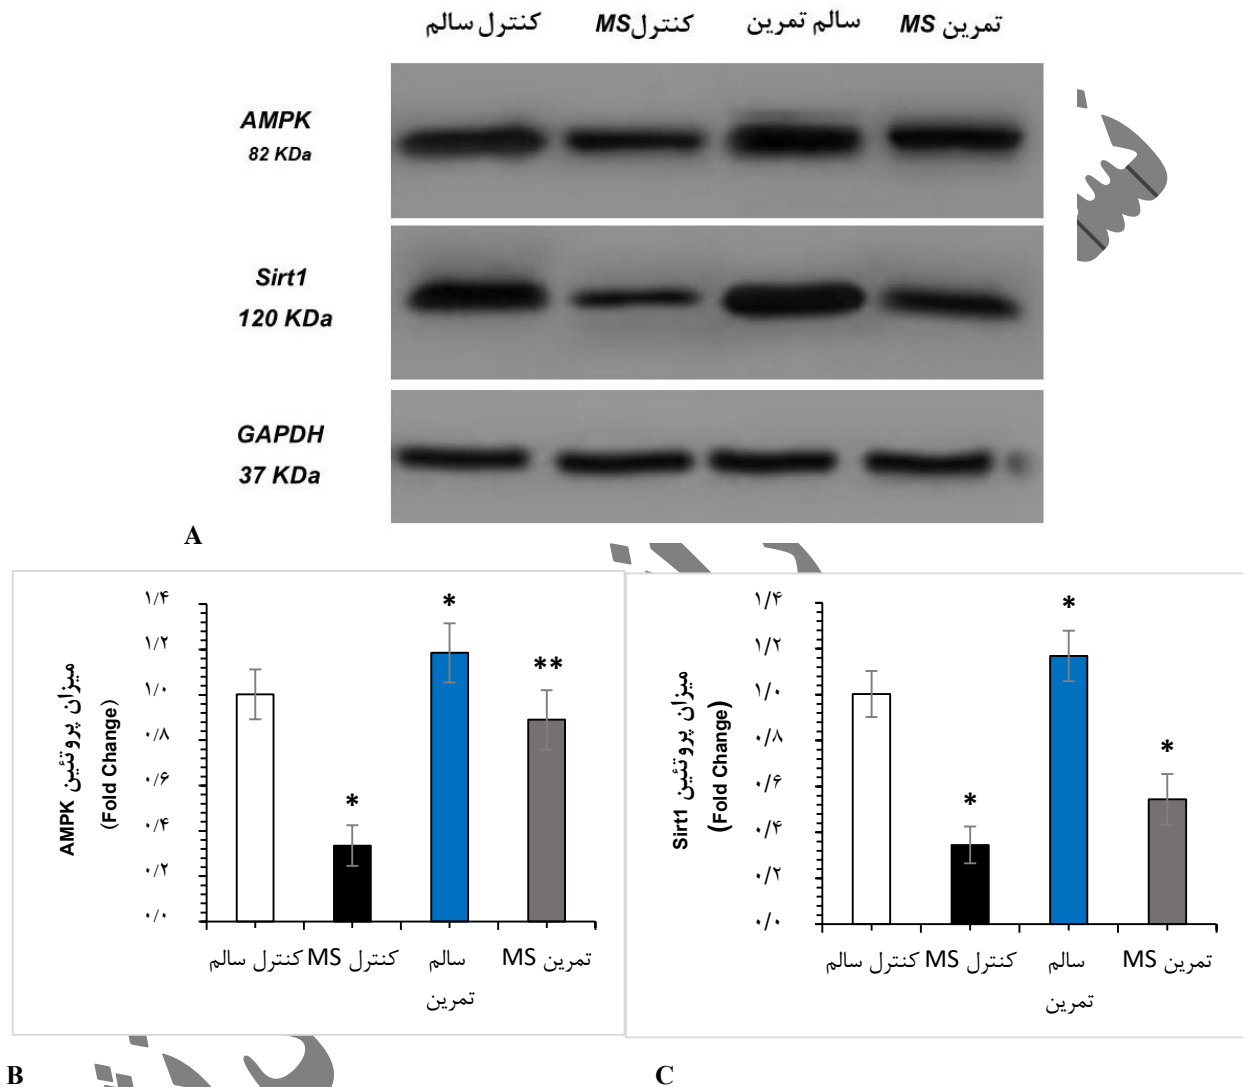 کنترل سالم کنترلMS سالم تمرین تمرین MS
AMPK
82 KDa
Sirt1
120 KDa
GAPDH
37 KDa
A
میزان پروتئین AMPK
(Fold Change)
۱/۴
۱/۲
۱/۰
۰/۸
۰/۶
۰/۴
۰/۲
۰/۰
*
*
**
کنترل سالم کنترل MS سالم تمرین MS
تمرین
B
میزان پروتئین Sirt1
(Fold Change)
۱/۴
۱/۲
۱/۰
۰/۸
۰/۶
۰/۴
۰/۲
۰/۰
*
*
*
کنترل سالم کنترل MS سالم تمرین MS
تمرین
C